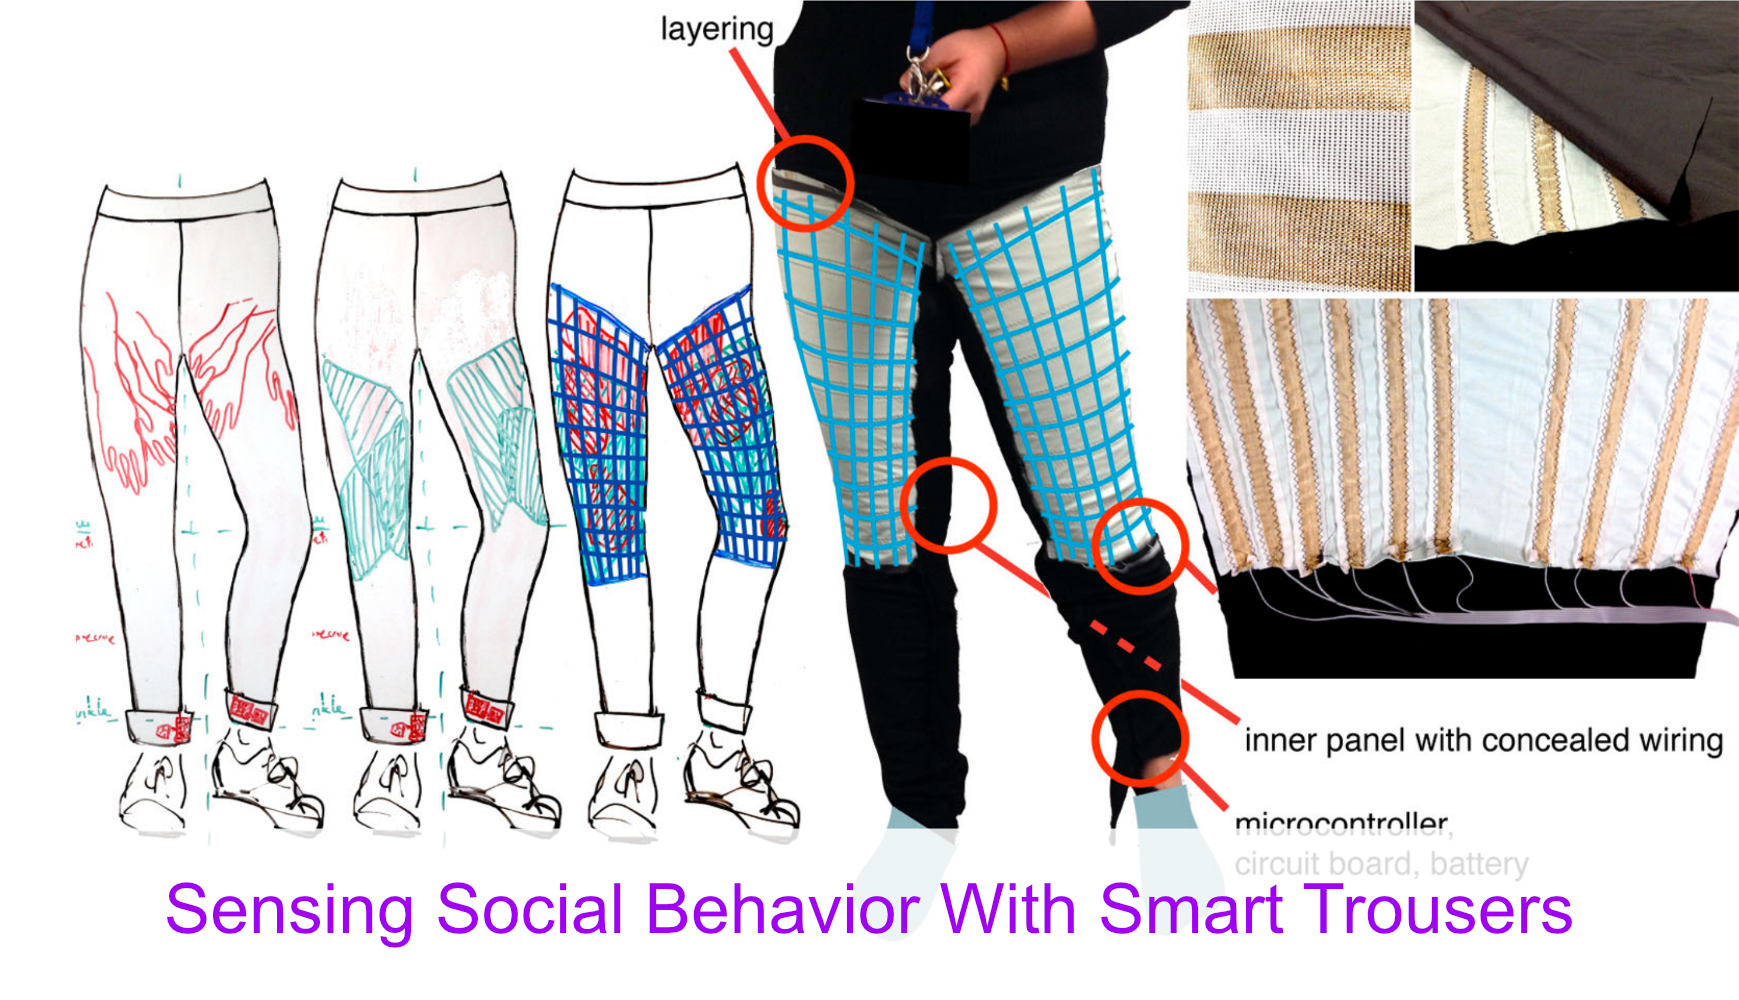 layering
inner panel with concealed wiring
microcontroller,
circuit board, battery
Sensing Social Behavior With Smart Trousers